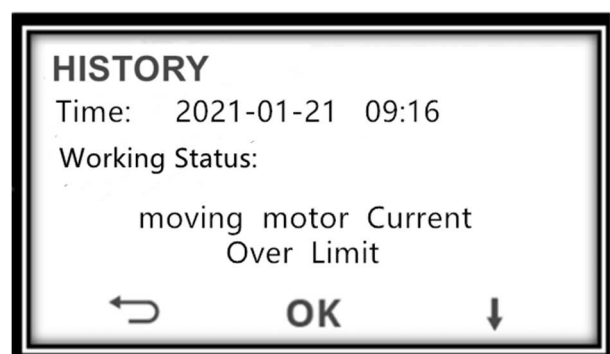 HISTORY
Time: 2021-01-21 09:16
Working Status:
moving motor Current
Over Limit
OK